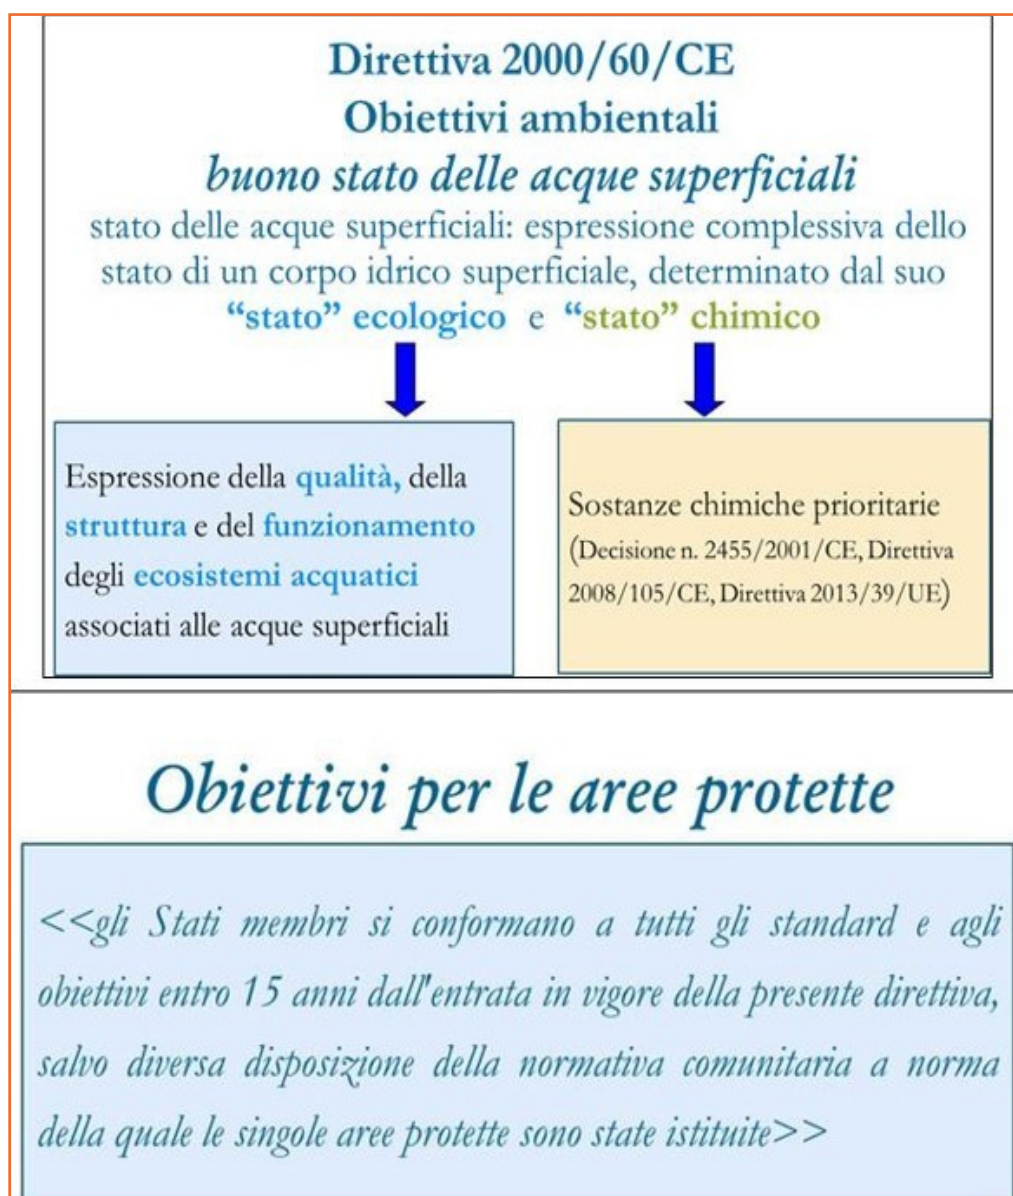 Direttiva 2000/60/CE
Obiettivi ambientali
buono stato delle acque superficiali
stato delle acque superficiali: espressione complessiva dello
stato di un corpo idrico superficiale, determinato dal suo
“stato” ecologico e “stato” chimico
Espressione della qualità, della
struttura e del funzionamento
degli ecosistemi acquatici
associati alle acque superficiali
Sostanze chimiche prioritarie
(Decisione n. 2455/2001/CE, Direttiva
2008/105/CE, Direttiva 2013/39/UE)
Obiettivi per le aree protette
<<gli Stati membri si conformano a tutti gli standard e agli
obiettivi entro 15 anni dall'entrata in vigore della presente direttiva,
salvo diversa disposizione della normativa comunitaria a norma
della quale le singole aree protette sono state istituite>>